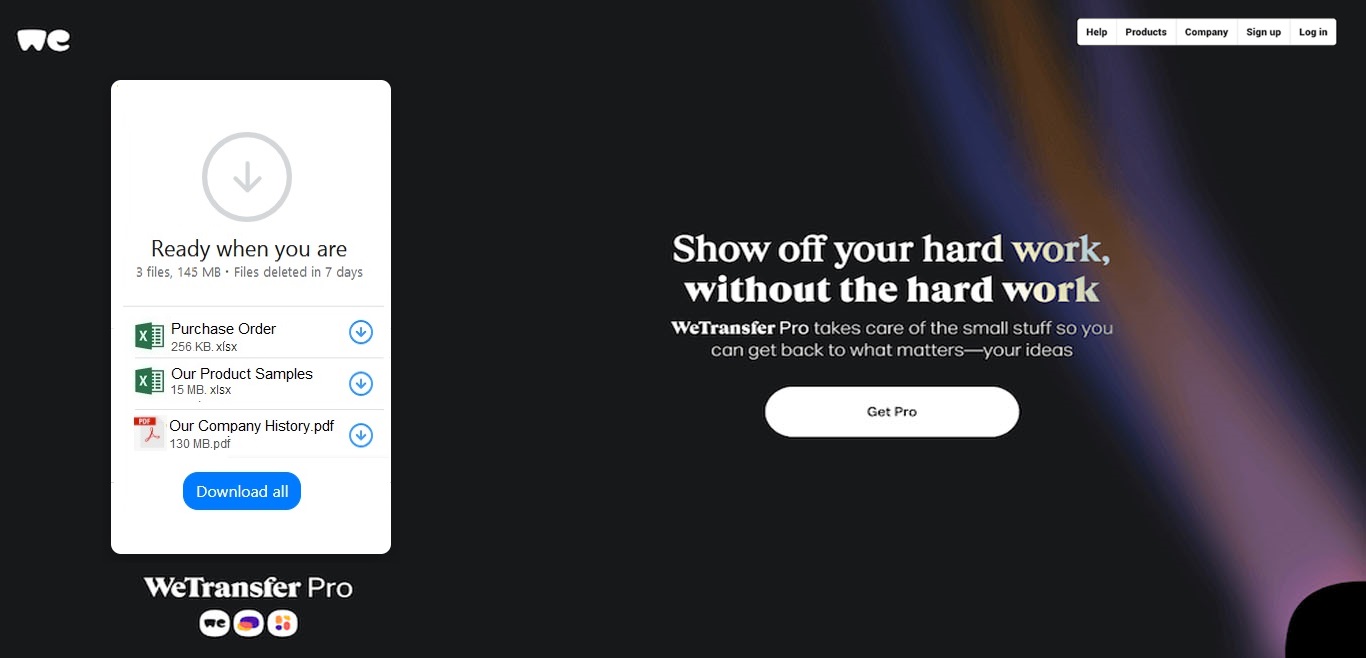 we
Help Products Company Sign up Log in
Ready when you are
3 files, 145 MB • Files deleted in 7 days
Purchase Order
256 KB. xlsx
Our Product Samples
15 MB. xlsx
Our Company History.pdf
130 MB.pdf
Download all
WeTransfer Pro
we
Show off your hard work,
without the hard work
WeTransfer Pro takes care of the small stuff so you
can get back to what matters—your ideas
Get Pro
PDF